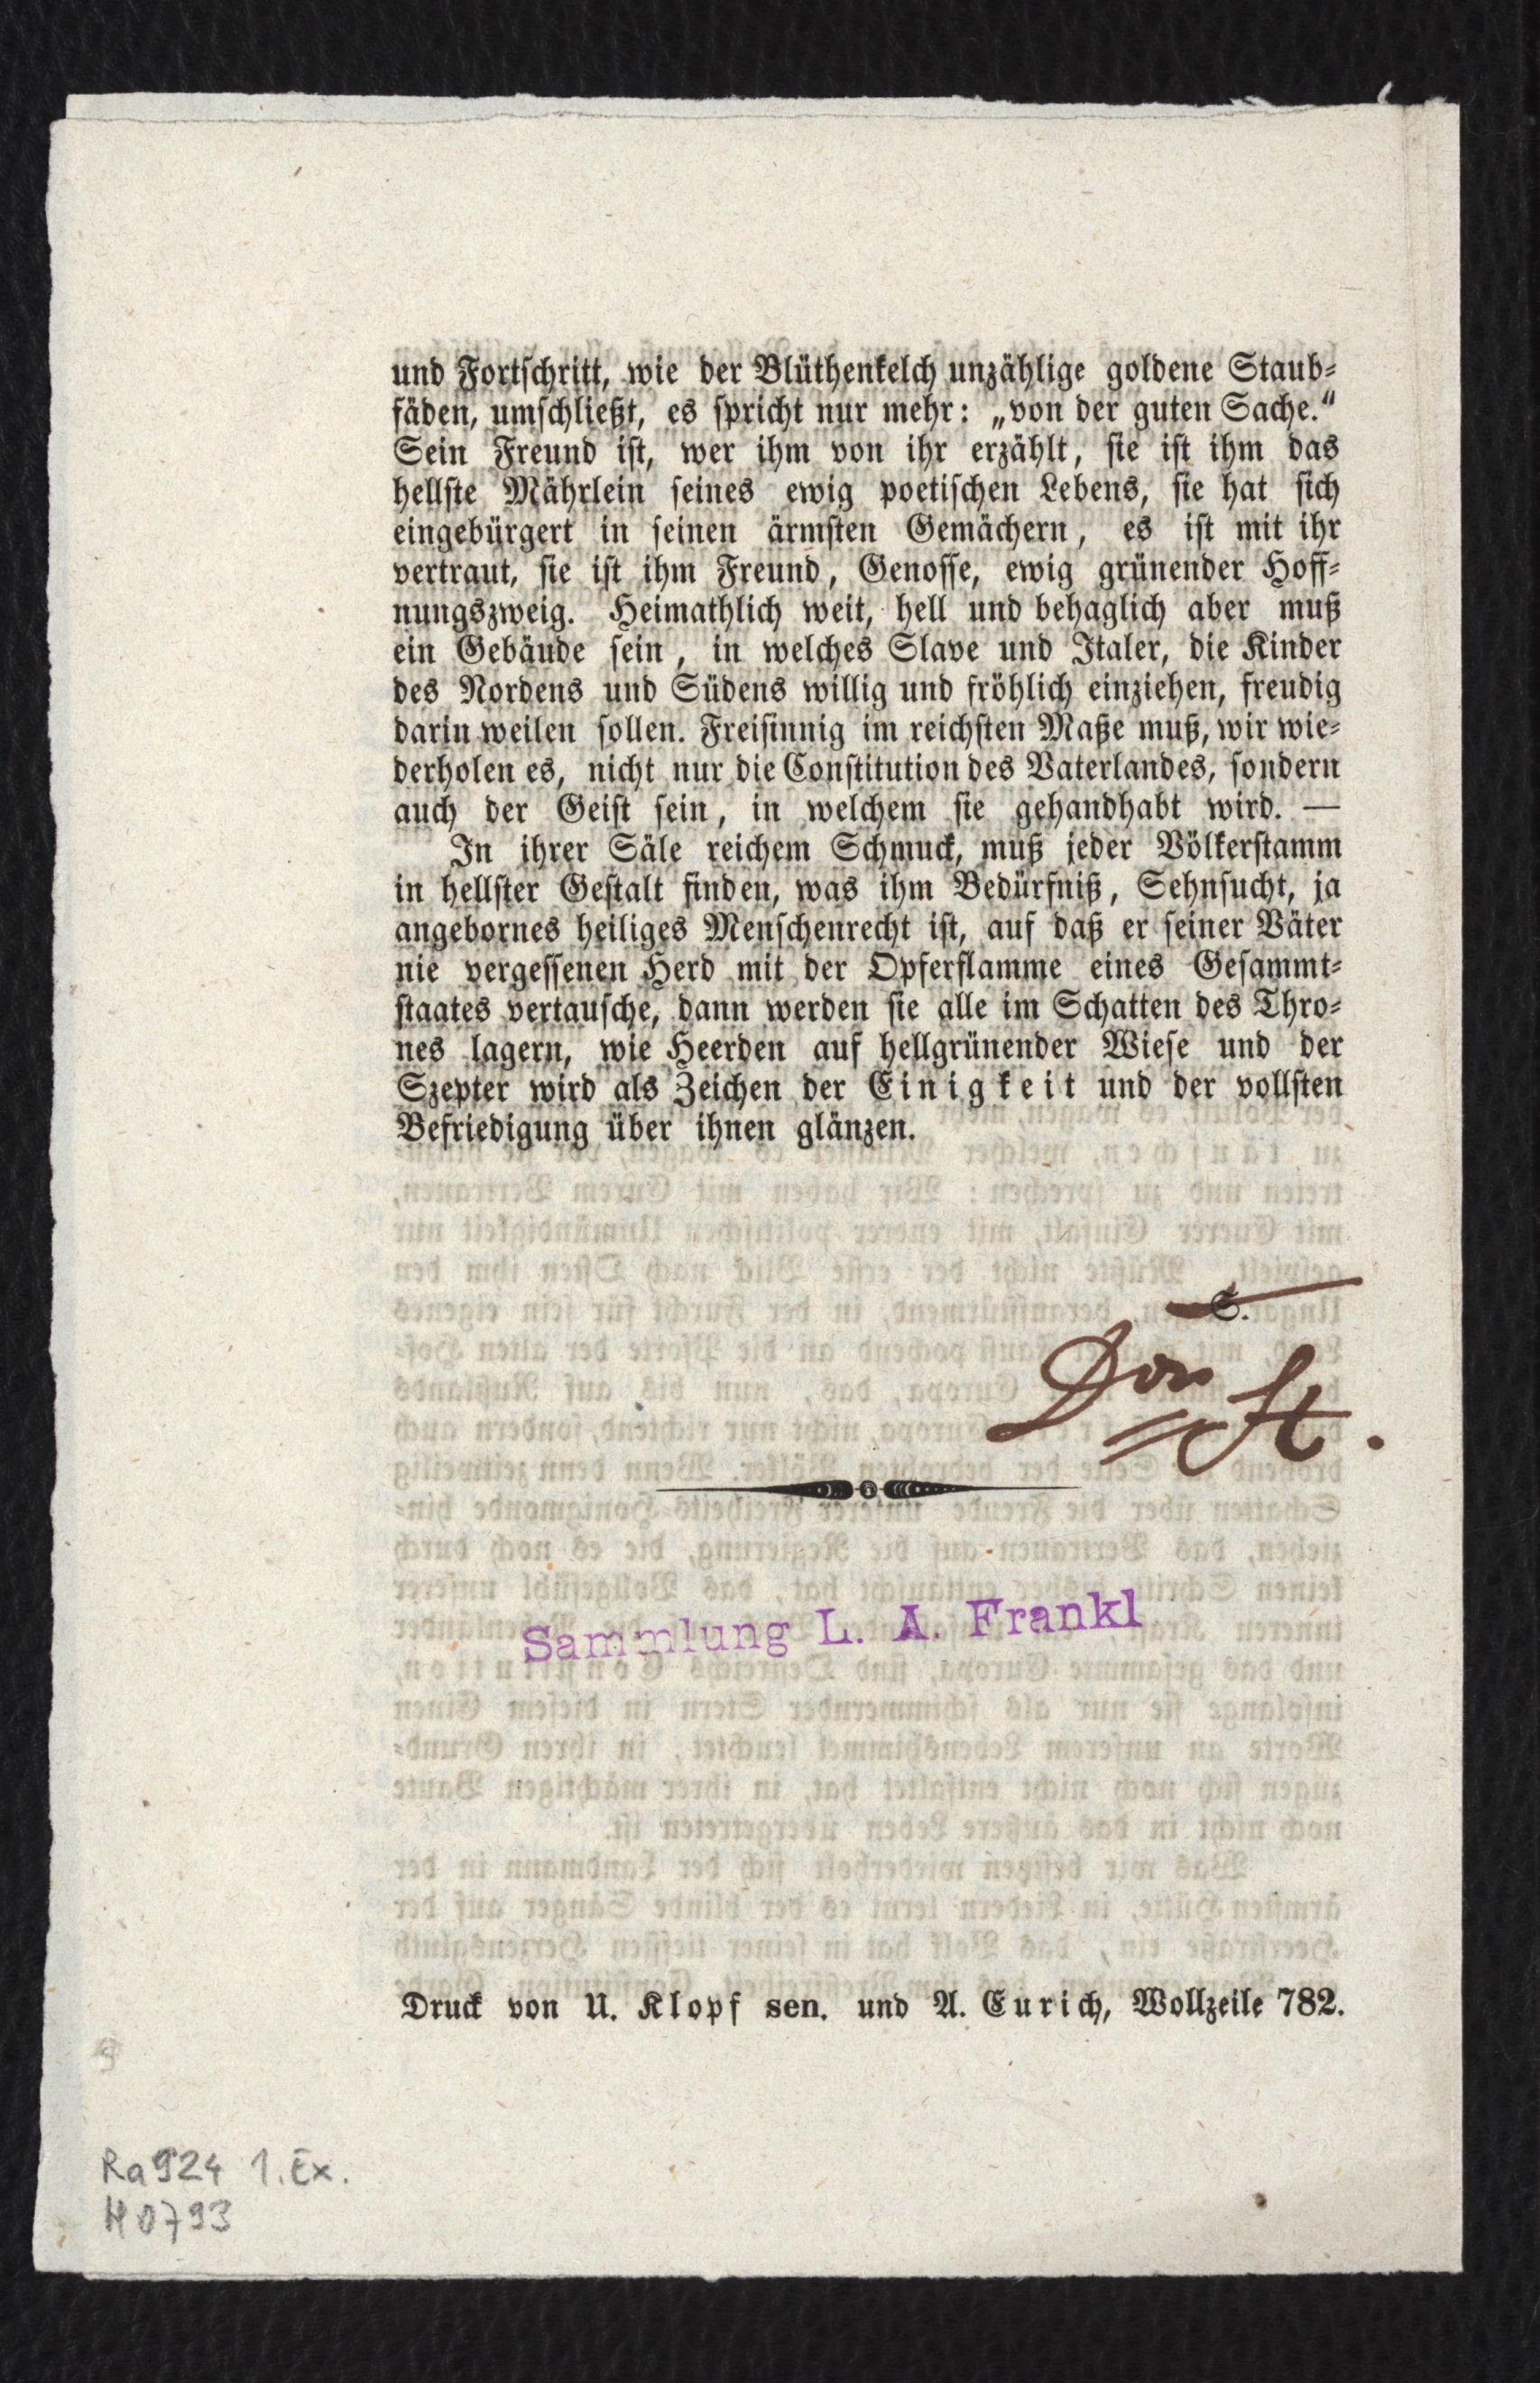 und Fortschritt, wie der Blüthenkelch unzählige goldene Staub-
fäden, umschließt, es spricht nur mehr: „von der guten Sache.“
Sein Freund ist, wer ihm von ihr erzählt, sie ist ihm das
hellste Mährlein seines ewig poetischen Lebens, sie hat sich
eingebürgert in seinen ärmsten Gemächern, es ist mit ihr
vertraut, sie ist ihm Freund, Genosse, ewig grünender Hoff-
nungszweig. Heimathlich weit, hell und behaglich aber muß
ein Gebäude sein, in welches Slave und Italer, die Kinder
des Nordens und Südens willig und fröhlich einziehen, freudig
darin weilen sollen. Freisinnig im reichsten Maße muß, wir wie-
derholen es, nicht nur die Constitution des Vaterlandes, sondern
auch der Geist sein, in welchem sie gehandhabt wird. —
In ihrer Säle reichem Schmuck, muß jeder Völkerstamm
in hellster Gestalt finden, was ihm Bedürfniß, Sehnsucht, ja
angebornes heiliges Menschenrecht ist, auf daß er seiner Väter
nie vergessenen Herd mit der Opferflamme eines Gesammt-
staates vertausche, dann werden sie alle im Schatten des Thro-
nes lagern, wie Heerden auf hellgrünender Wiese und der
Szepter wird als Zeichen der Einigkeit und der vollsten
Befriedigung über ihnen glänzen.
S.
Sammlung L. A. Frankl
Druck von U. Klopf sen. und A. Eurich, Wollzeile 782.
Ra 924 1. Ex.
H 0793